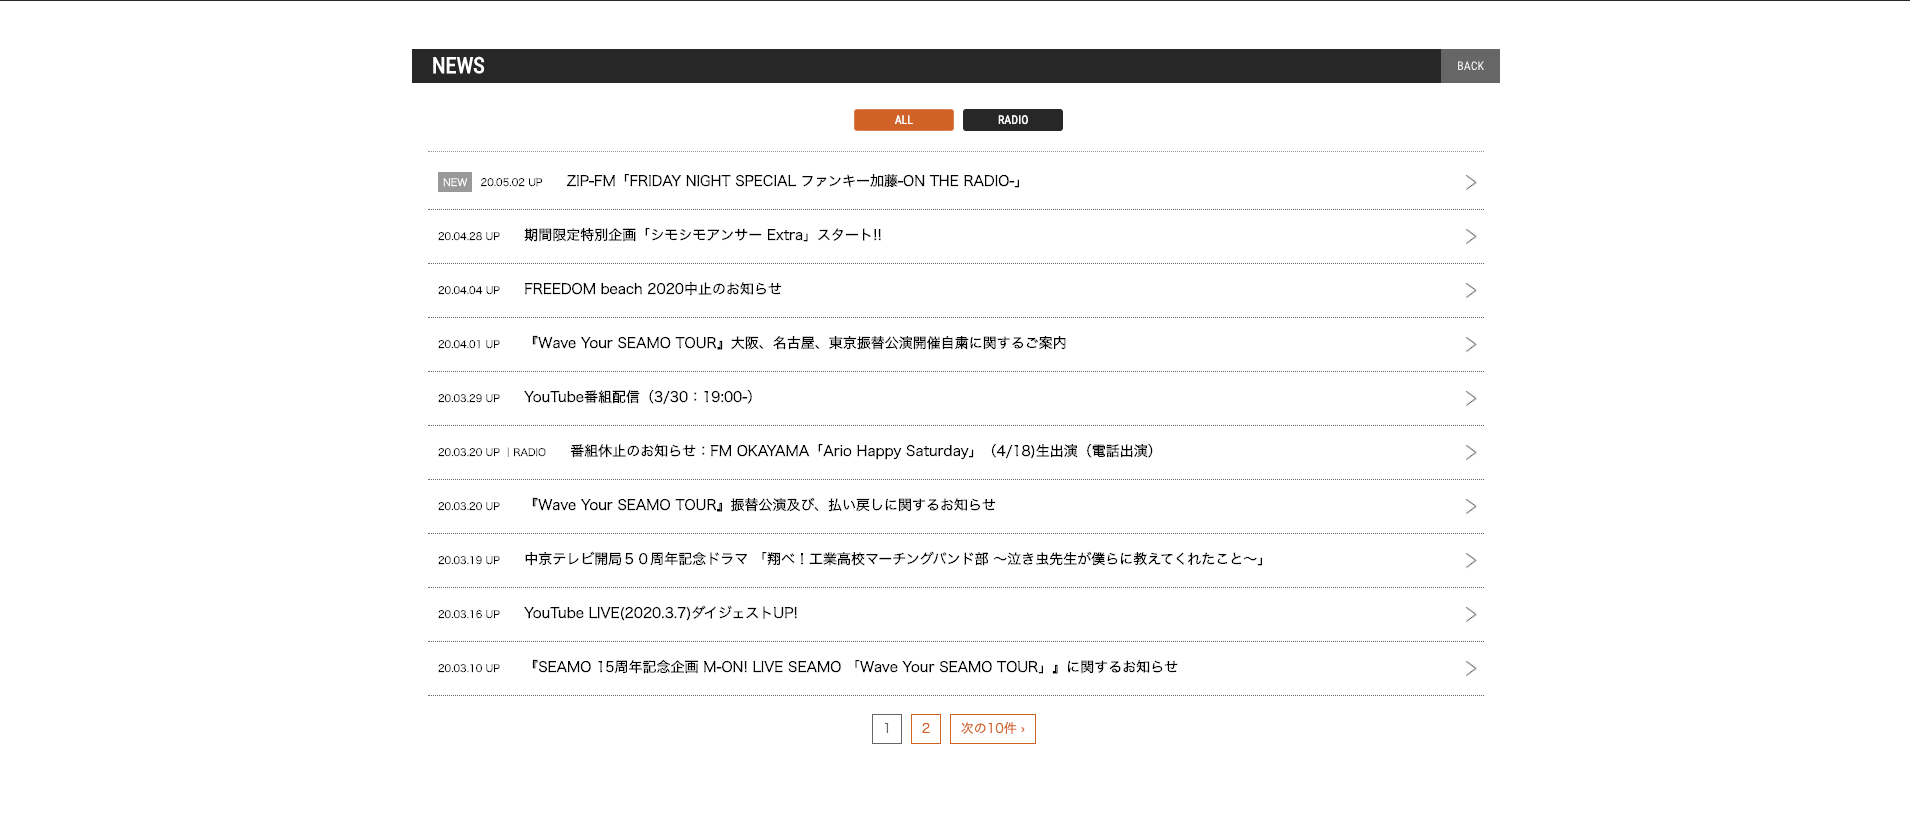 NEWS
BACK
ALL
RADIO
NEW 20.05.02 UP ZIP-FM「FRIDAY NIGHT SPECIAL ファンキー加藤-ON THE RADIO-」
20.04.28 UP 期間限定特別企画「シモシモアンサー Extra」スタート!!
20.04.04 UP FREEDOM beach 2020中止のお知らせ
20.04.01 UP 『Wave Your SEAMO TOUR』大阪、名古屋、東京振替公演開催自粛に関するご案内
20.03.29 UP YouTube番組配信（3/30：19:00-）
20.03.20 UP ｜RADIO 番組休止のお知らせ：FM OKAYAMA「Ario Happy Saturday」（4/18)生出演（電話出演）
20.03.20 UP 『Wave Your SEAMO TOUR』振替公演及び、払い戻しに関するお知らせ
20.03.19 UP 中京テレビ開局５０周年記念ドラマ 「翔べ！工業高校マーチングバンド部 〜泣き虫先生が僕らに教えてくれたこと〜」
20.03.16 UP YouTube LIVE(2020.3.7)ダイジェストUP!
20.03.10 UP 『SEAMO 15周年記念企画 M-ON! LIVE SEAMO 「Wave Your SEAMO TOUR」』に関するお知らせ
1 2 次の10件 ›